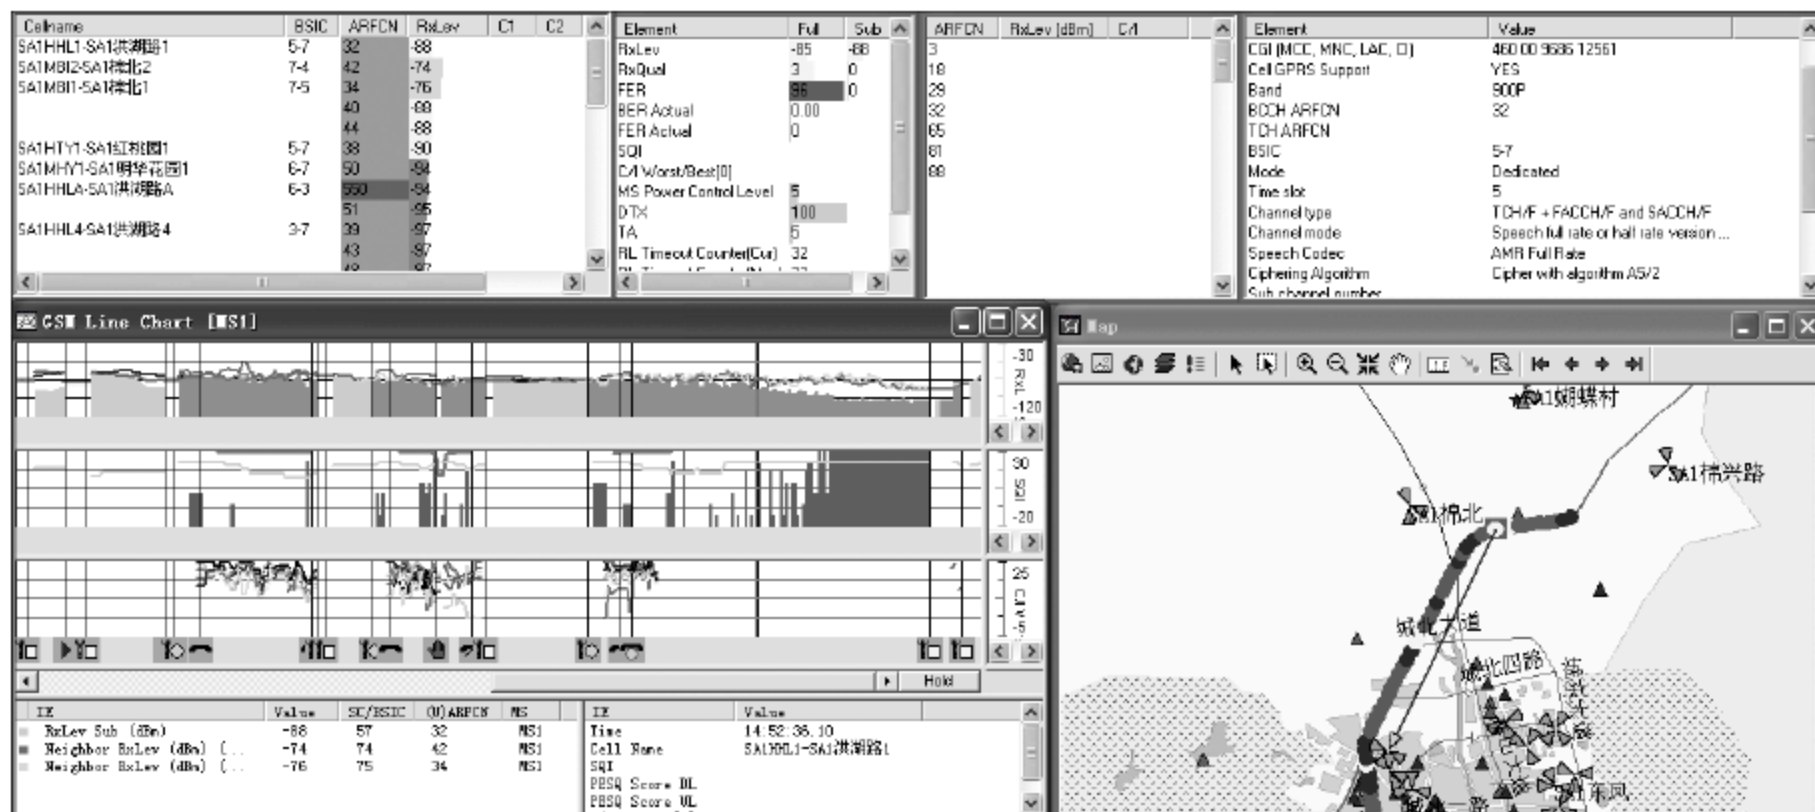 Cellname BSIC ARFCN RxLev C1 C2
SA1HHL1-SA1洪湖路1 5-7 32 -88
SA1MBI2-SA1棉北2 7-4 42 -74
SA1MBI1-SA1棉北1 7-5 34 -76
40 -88
44 -88
SA1HTY1-SA1红桃园1 5-7 38 -90
SA1MHY1-SA1明华花园1 6-7 50 -94
SA1HHLA-SA1洪湖路A 6-3 550 -94
51 -95
SA1HHL4-SA1洪湖路4 3-7 39 -97
43 -97
Element Full Sub
RxLev -85 -88
RxQual 3 0
FER 96 0
BER Actual 0.00
FER Actual 0
SQI
C/I Worst/Best[0]
MS Power Control Level 5
DTX 100
TA 5
RL Timeout Counter(Cur) 32
ARFCN RxLev [dBm] C/I
3
18
29
32
65
81
88
Element Value
CGI (MCC, MNC, LAC, CI) 460 00 9686 12561
Cell GPRS Support YES
Band 900P
BCCH ARFCN 32
TCH ARFCN
BSIC 5-7
Mode Dedicated
Time slot 5
Channel type TCH/F + FACCH/F and SACCH/F
Channel mode Speech full rate or half rate version ...
Speech Codec AMR Full Rate
Ciphering Algorithm Cipher with algorithm A5/2
Sub channel number
GSM Line Chart [MS1]
-30
RxL
-120
30
SQI
-20
25
C/I
-5
Hold
IE Value SC/BSIC (U)ARFCN MS
RxLev Sub (dBm) -88 57 32 MS1
Neighbor RxLev (dBm) (... -74 74 42 MS1
Neighbor RxLev (dBm) (... -76 75 34 MS1
IE Value
Time 14:52:36.10
Cell Name SA1HHL1-SA1洪湖路1
SQI
PESQ Score DL
PESQ Score UL
Map
SA1蝴蝶村
SA1棉兴路
SA1棉北
城北大道
城北四路
SA1东凤